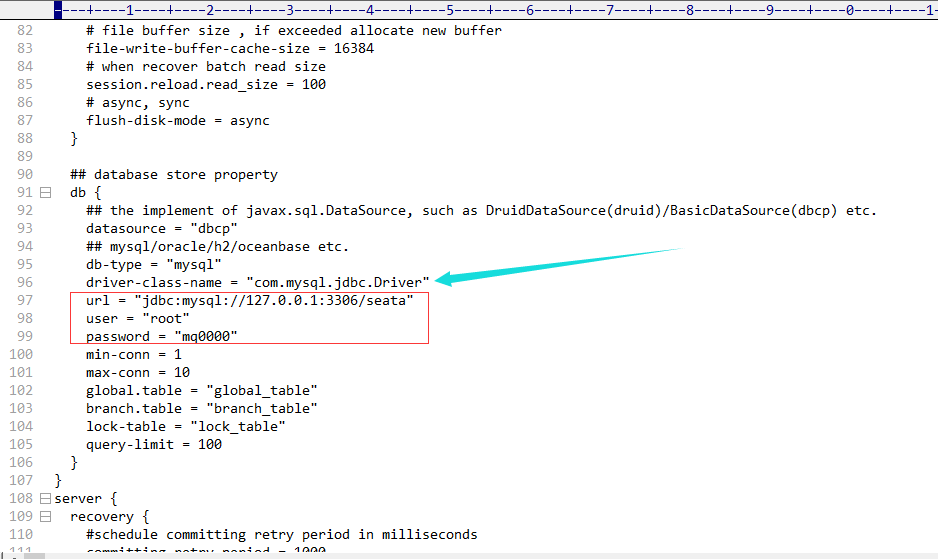 ----+----1----+----2----+----3----+----4----+----5----+----6----+----7----+----8----+----9----+----0----+----1-
82 # file buffer size , if exceeded allocate new buffer
83 file-write-buffer-cache-size = 16384
84 # when recover batch read size
85 session.reload.read_size = 100
86 # async, sync
87 flush-disk-mode = async
88 }
89
90 ## database store property
91 db {
92 ## the implement of javax.sql.DataSource, such as DruidDataSource(druid)/BasicDataSource(dbcp) etc.
93 datasource = "dbcp"
94 ## mysql/oracle/h2/oceanbase etc.
95 db-type = "mysql"
96 driver-class-name = "com.mysql.jdbc.Driver"
97 url = "jdbc:mysql://127.0.0.1:3306/seata"
98 user = "root"
99 password = "mq0000"
100 min-conn = 1
101 max-conn = 10
102 global.table = "global_table"
103 branch.table = "branch_table"
104 lock-table = "lock_table"
105 query-limit = 100
106 }
107 }
108 server {
109 recovery {
110 #schedule committing retry period in milliseconds
111 committing retry period = 1000